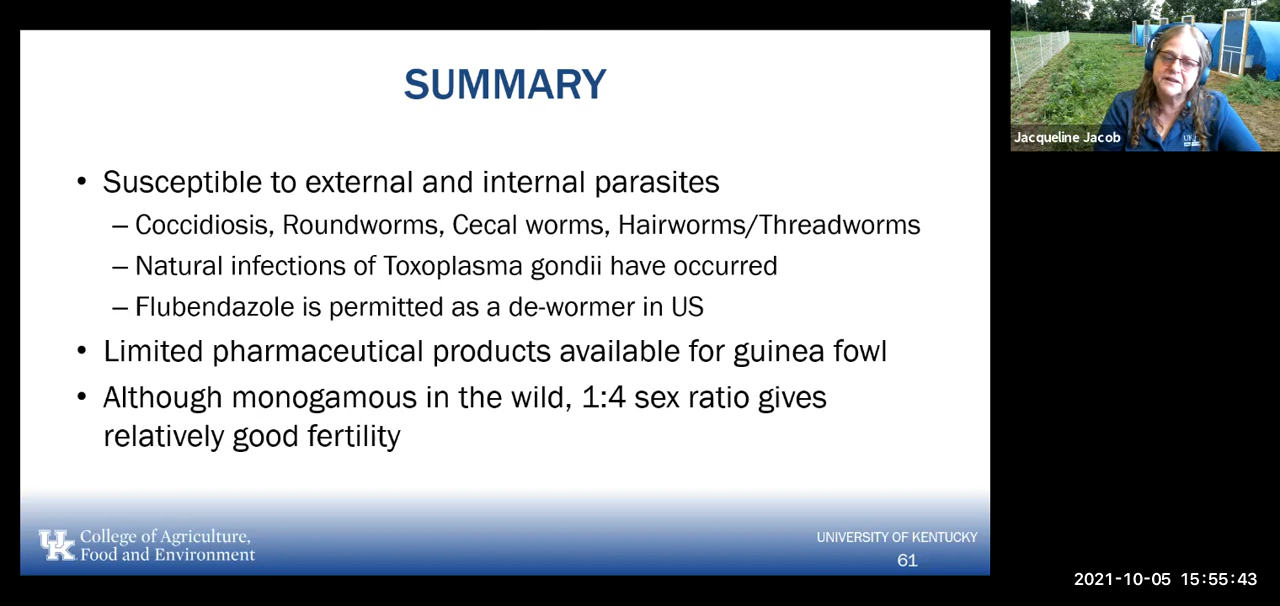 SUMMARY
• Susceptible to external and internal parasites
– Coccidiosis, Roundworms, Cecal worms, Hairworms/Threadworms
– Natural infections of Toxoplasma gondii have occurred
– Flubendazole is permitted as a de-wormer in US
• Limited pharmaceutical products available for guinea fowl
• Although monogamous in the wild, 1:4 sex ratio gives
relatively good fertility
UK College of Agriculture,
Food and Environment
UNIVERSITY OF KENTUCKY
61
Jacqueline Jacob
2021-10-05 15:55:43